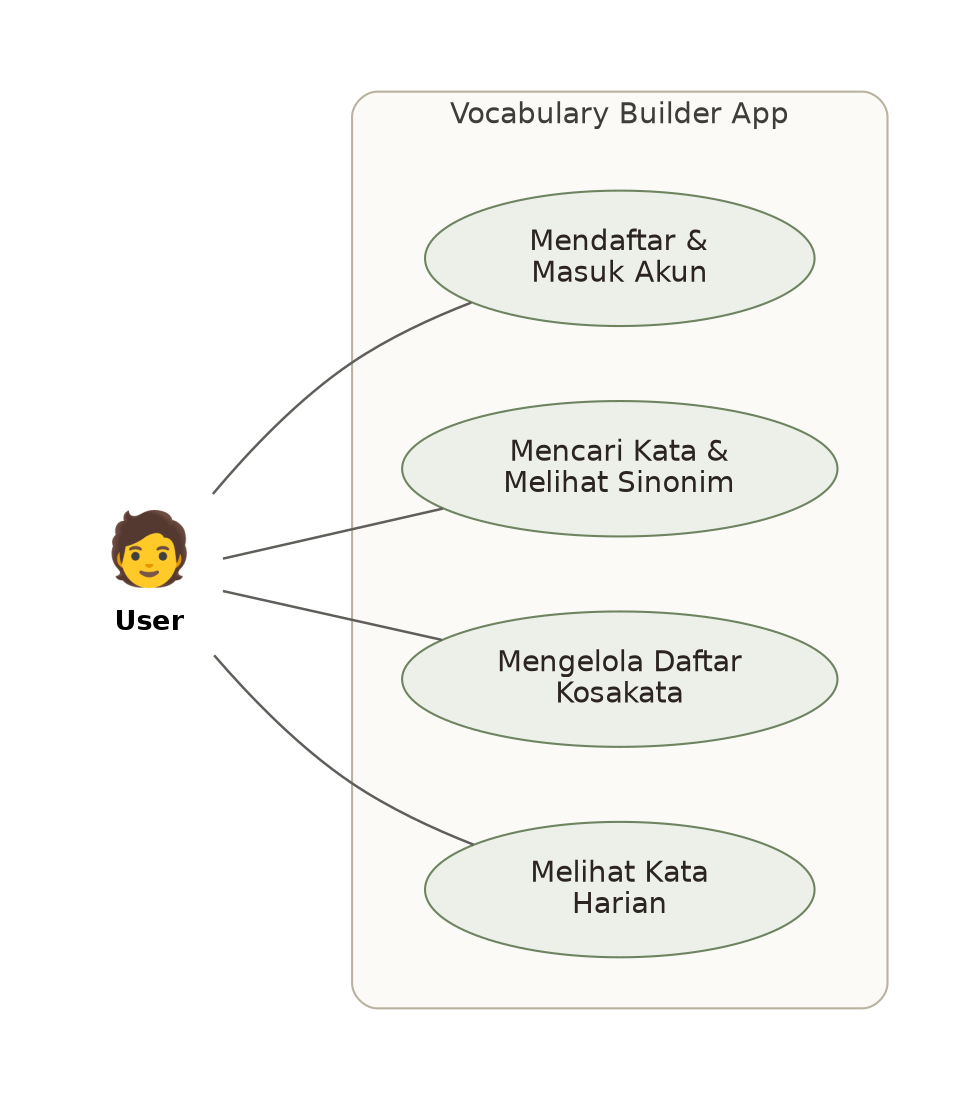 Vocabulary Builder App
Mendaftar &
Masuk Akun
Mencari Kata &
Melihat Sinonim
User
Mengelola Daftar
Kosakata
Melihat Kata
Harian